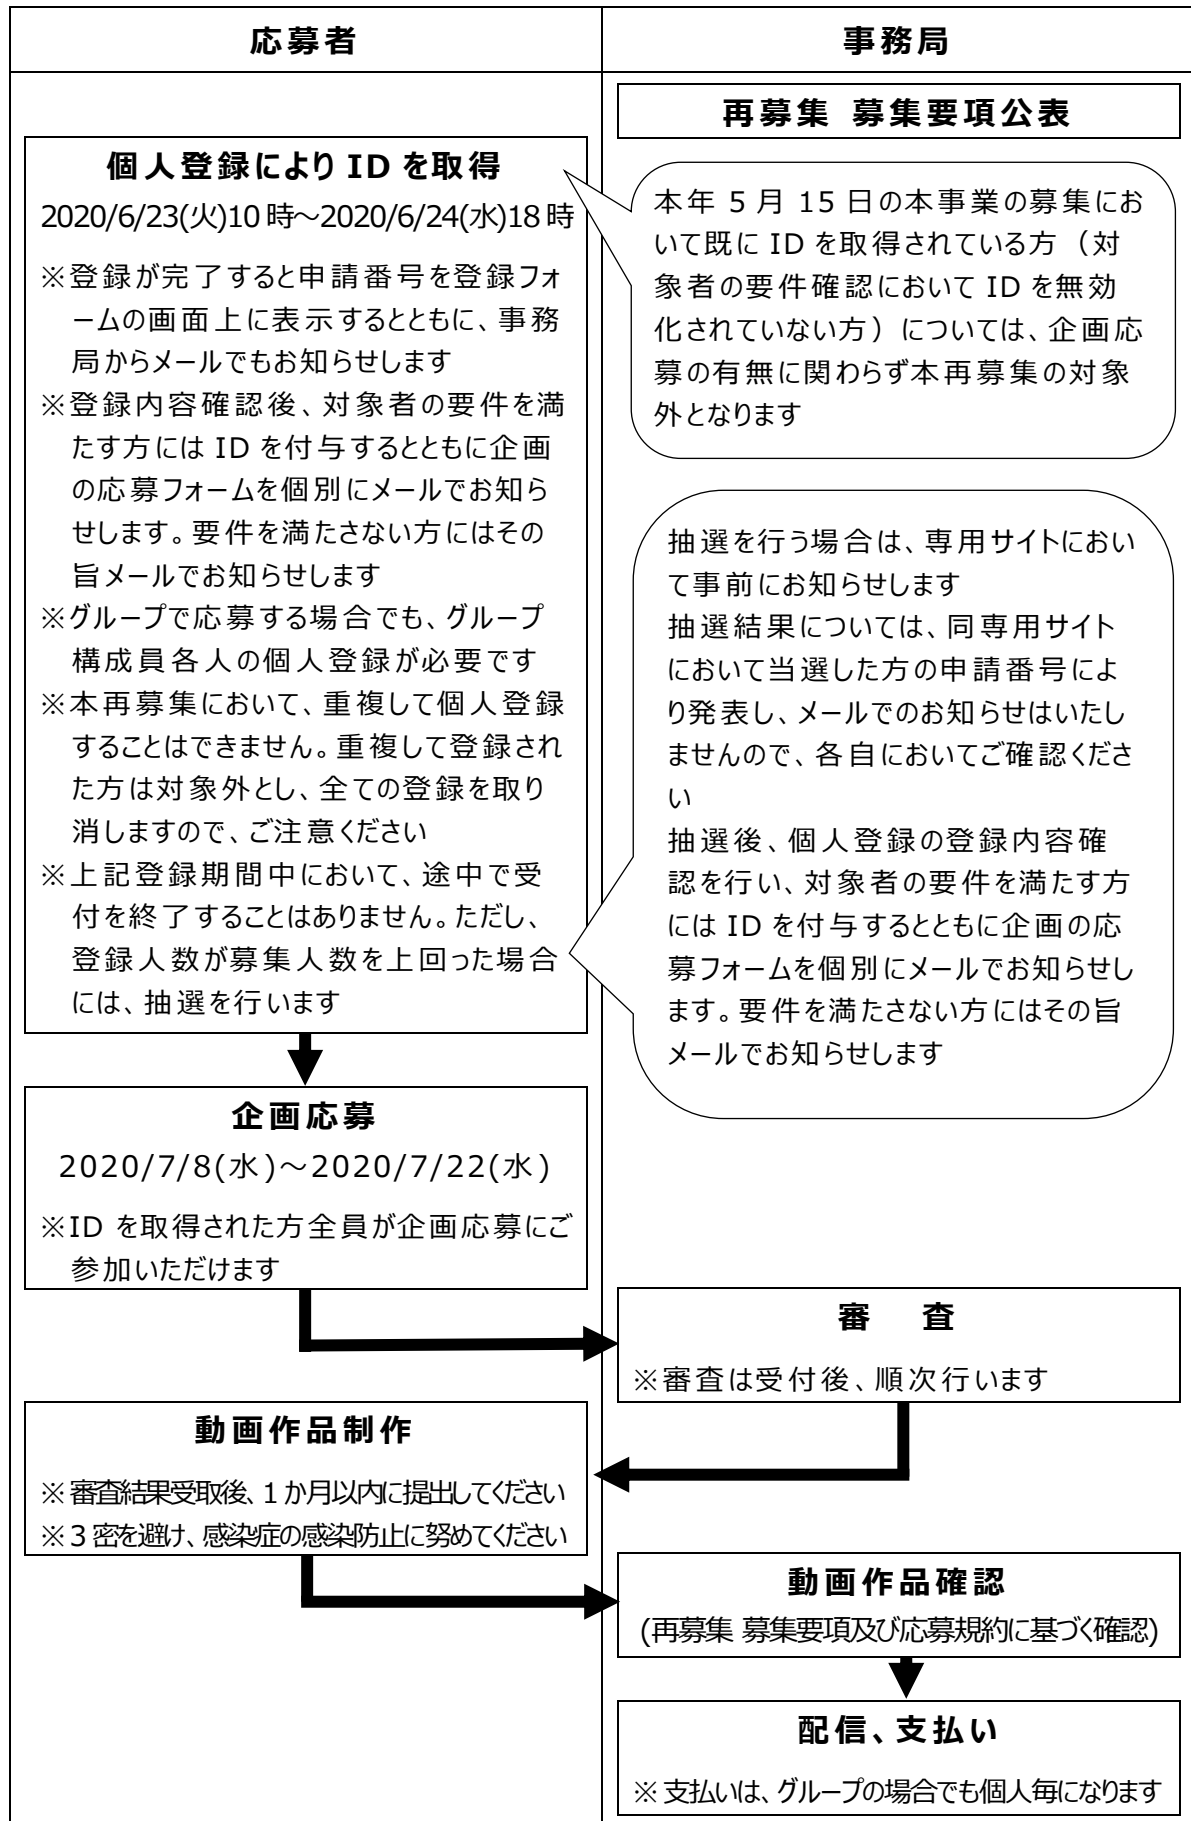 応募者
事務局
再募集 募集要項公表
個人登録により ID を取得
2020/6/23(火)10 時～2020/6/24(水)18 時
※登録が完了すると申請番号を登録フォ
ームの画面上に表示するとともに、事務
局からメールでもお知らせします
※登録内容確認後、対象者の要件を満
たす方には ID を付与するとともに企画
の応募フォームを個別にメールでお知ら
せします。要件を満たさない方にはその
旨メールでお知らせします
※グループで応募する場合でも、グループ
構成員各人の個人登録が必要です
※本再募集において、重複して個人登録
することはできません。重複して登録され
た方は対象外とし、全ての登録を取り
消しますので、ご注意ください
※上記登録期間中において、途中で受
付を終了することはありません。ただし、
登録人数が募集人数を上回った場合
には、抽選を行います
本年 5 月 15 日の本事業の募集にお
いて既に ID を取得されている方（対
象者の要件確認において ID を無効
化されていない方）については、企画応
募の有無に関わらず本再募集の対象
外となります
抽選を行う場合は、専用サイトにおい
て事前にお知らせします
抽選結果については、同専用サイト
において当選した方の申請番号によ
り発表し、メールでのお知らせはいたし
ませんので、各自においてご確認くださ
い
抽選後、個人登録の登録内容確
認を行い、対象者の要件を満たす方
には ID を付与するとともに企画の応
募フォームを個別にメールでお知らせし
ます。要件を満たさない方にはその旨
メールでお知らせします
企画応募
2020/7/8(水)～2020/7/22(水)
※ID を取得された方全員が企画応募にご
参加いただけます
審　査
※審査は受付後、順次行います
動画作品制作
※審査結果受取後、1 か月以内に提出してください
※3 密を避け、感染症の感染防止に努めてください
動画作品確認
(再募集 募集要項及び応募規約に基づく確認)
配信、支払い
※支払いは、グループの場合でも個人毎になります